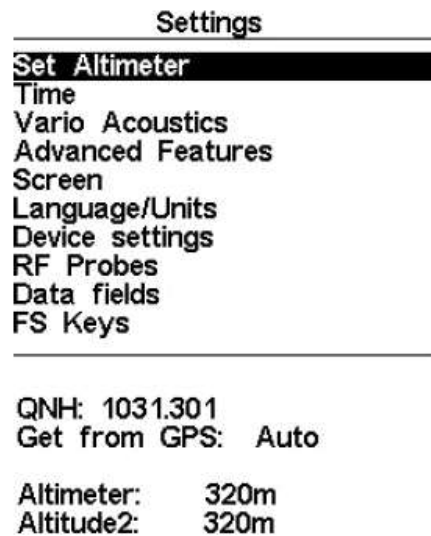 Settings
Set Altimeter
Time
Vario Acoustics
Advanced Features
Screen
Language/Units
Device settings
RF Probes
Data fields
FS Keys
QNH: 1031.301
Get from GPS: Auto
Altimeter: 320m
Altitude2: 320m